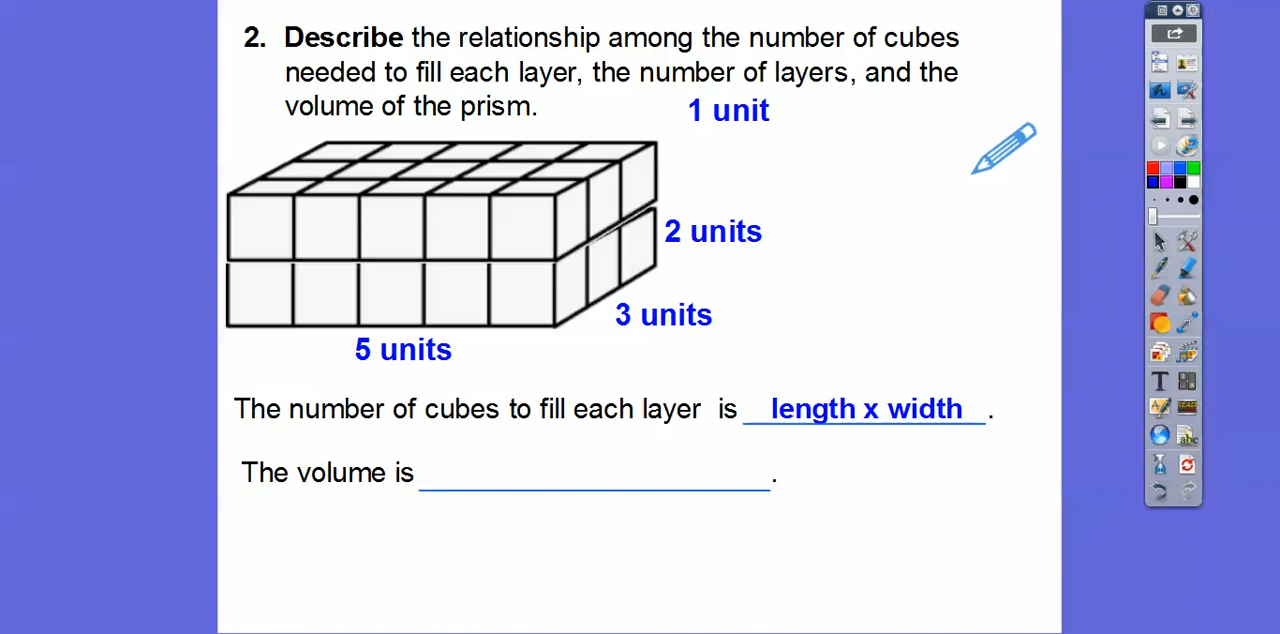 2. Describe the relationship among the number of cubes
needed to fill each layer, the number of layers, and the
volume of the prism.
1 unit
2 units
3 units
5 units
The number of cubes to fill each layer is length x width .
The volume is ______________________ .